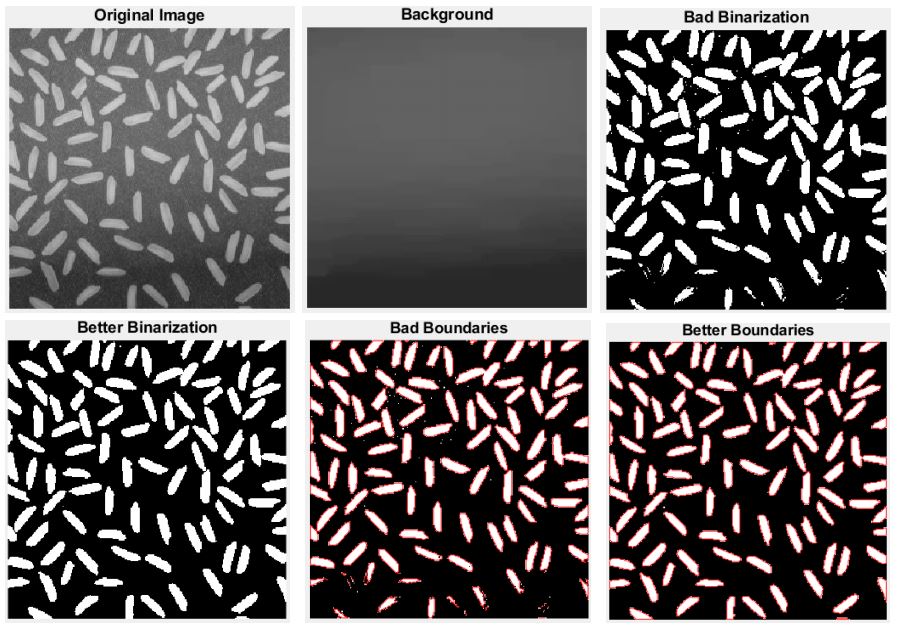 Original Image
Background
Bad Binarization
Better Binarization
Bad Boundaries
Better Boundaries